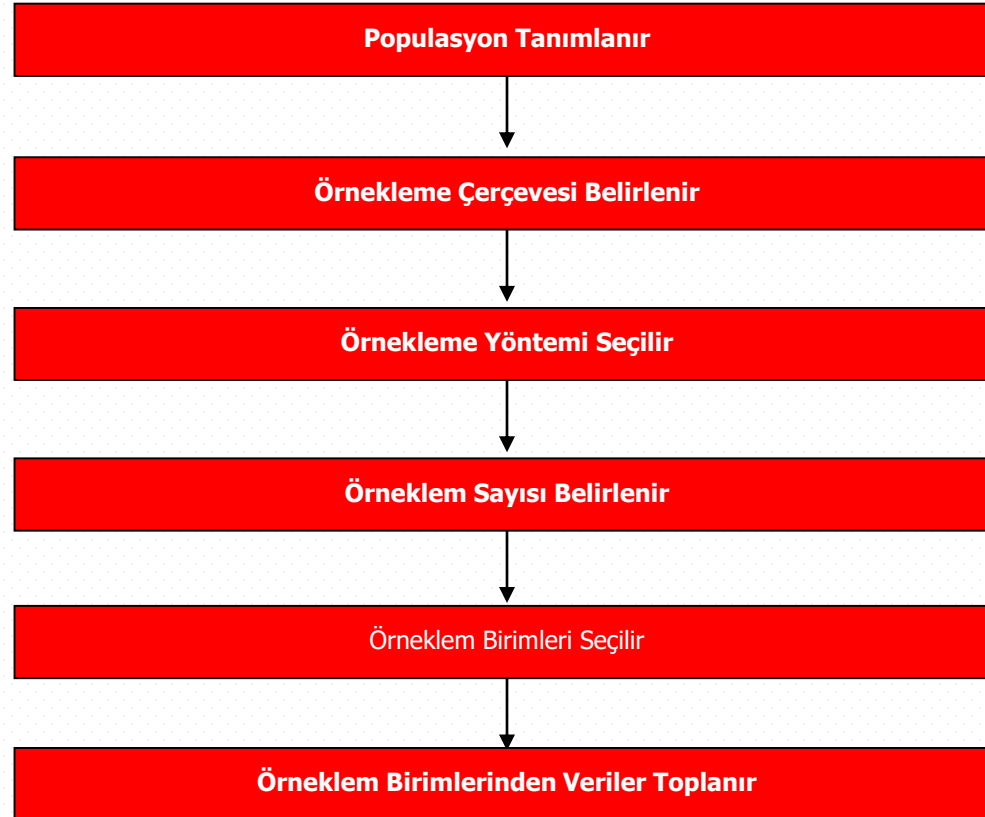 Populasyon Tanımlanır
Örnekleme Çerçevesi Belirlenir
Örnekleme Yöntemi Seçilir
Örneklem Sayısı Belirlenir
Örneklem Birimleri Seçilir
Örneklem Birimlerinden Veriler Toplanır